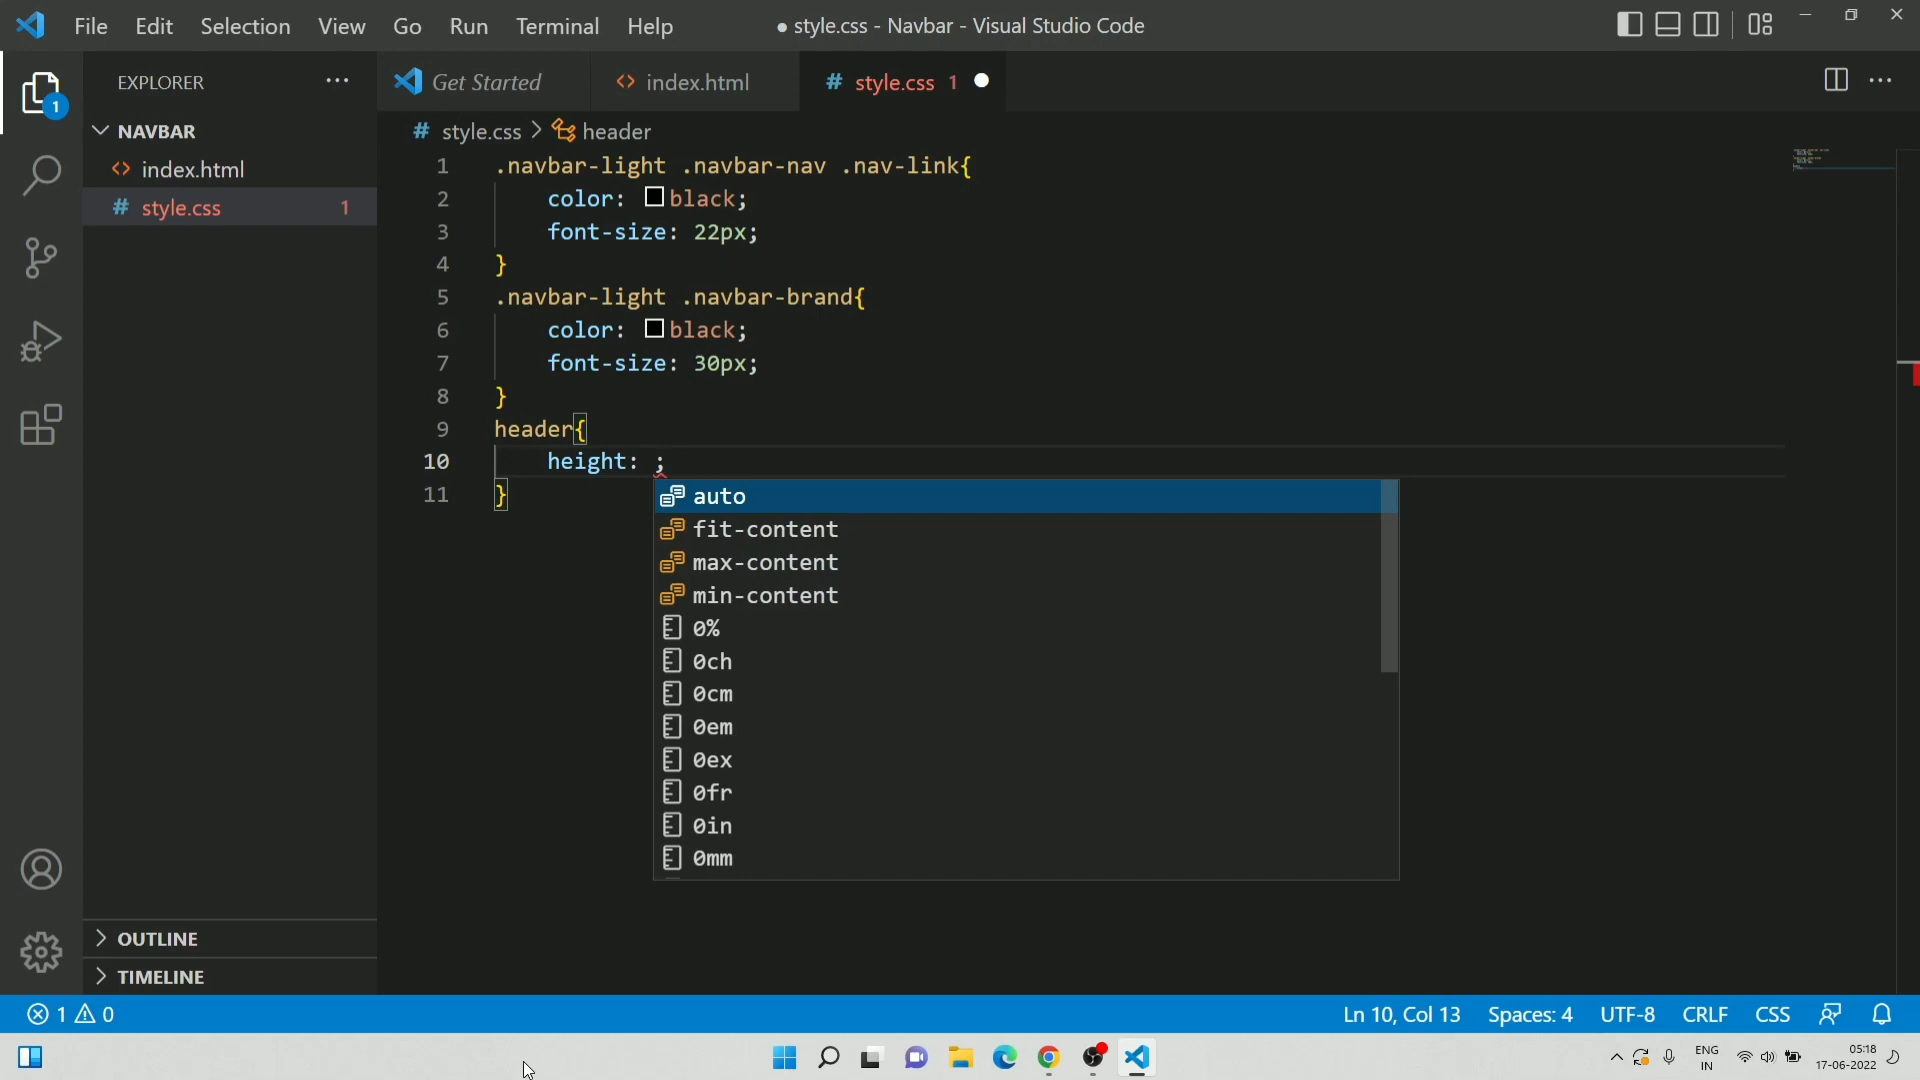 File Edit Selection View Go Run Terminal Help ● style.css - Navbar - Visual Studio Code
EXPLORER ··· Get Started <> index.html # style.css 1 ●
1
NAVBAR
<> index.html
# style.css 1
# style.css > header
1 .navbar-light .navbar-nav .nav-link{
2 color: black;
3 font-size: 22px;
4 }
5 .navbar-light .navbar-brand{
6 color: black;
7 font-size: 30px;
8 }
9 header{
10 height: ;
11 }
auto
fit-content
max-content
min-content
0%
0ch
0cm
0em
0ex
0fr
0in
0mm
OUTLINE
TIMELINE
1 0 Ln 10, Col 13 Spaces: 4 UTF-8 CRLF CSS
ENG
IN
05:18
17-06-2022